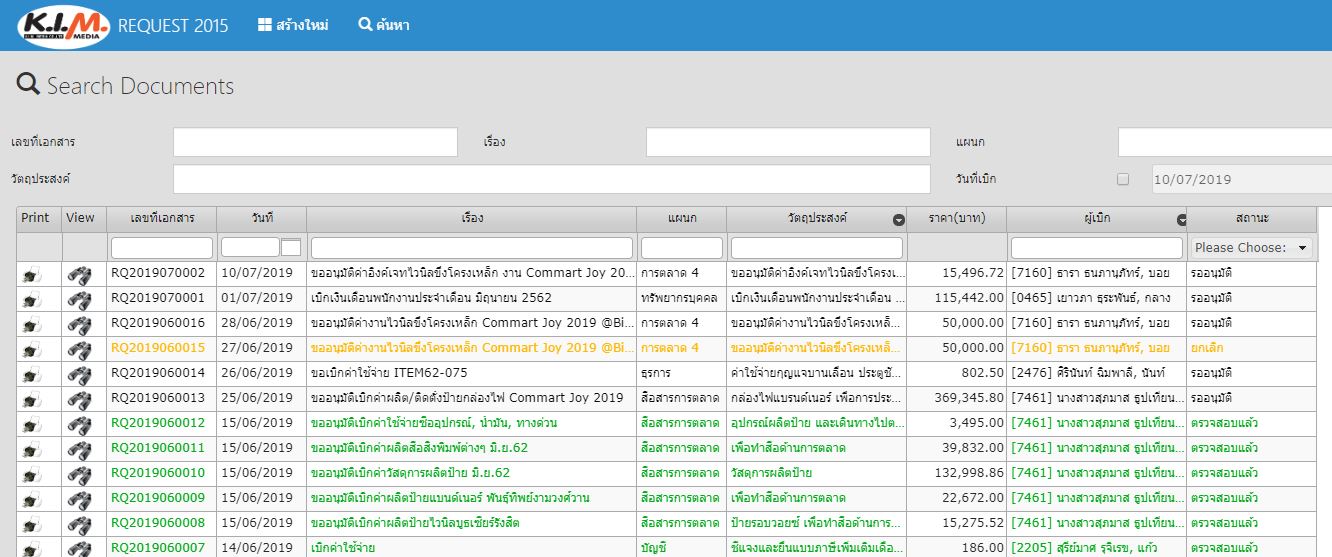 K.I.M. MEDIA REQUEST 2015 สร้างใหม่ ค้นหา
Search Documents
เลขที่เอกสาร เรื่อง แผนก
วัตถุประสงค์ วันที่เบิก 10/07/2019
Print View เลขที่เอกสาร วันที่ เรื่อง แผนก วัตถุประสงค์ ราคา(บาท) ผู้เบิก สถานะ
Please Choose:
RQ2019070002 10/07/2019 ขออนุมัติค่าอิงค์เจทไวนิลขึงโครงเหล็ก งาน Commart Joy 20... การตลาด 4 ขออนุมัติค่าอิงค์เจทไวนิลขึงโครงเ... 15,496.72 [7160] ธารา ธนภานุภัทร์, บอย รออนุมัติ
RQ2019070001 01/07/2019 เบิกเงินเดือนพนักงานประจำเดือน มิถุนายน 2562 ทรัพยากรบุคคล เบิกเงินเดือนพนักงานประจำเดือน ... 115,442.00 [0465] เยาวภา ธุระพันธ์, กลาง รออนุมัติ
RQ2019060016 28/06/2019 ขออนุมัติค่างานไวนิลขึงโครงเหล็ก Commart Joy 2019 @Bi... การตลาด 4 ขออนุมัติค่างานไวนิลขึงโครงเหล็... 50,000.00 [7160] ธารา ธนภานุภัทร์, บอย รออนุมัติ
RQ2019060015 27/06/2019 ขออนุมัติค่างานไวนิลขึงโครงเหล็ก Commart Joy 2019 @Bi... การตลาด 4 ขออนุมัติค่างานไวนิลขึงโครงเหล็... 50,000.00 [7160] ธารา ธนภานุภัทร์, บอย ยกเลิก
RQ2019060014 26/06/2019 ขอเบิกค่าใช้จ่าย ITEM62-075 ธุรการ ค่าใช้จ่ายกุญแจบานเลื่อน ประตูชั... 802.50 [2476] ศิรินันท์ ฉิมพาลี, นันท์ รออนุมัติ
RQ2019060013 25/06/2019 ขออนุมัติเบิกค่าผลิต/ติดตั้งป้ายกล่องไฟ Commart Joy 2019 สื่อสารการตลาด กล่องไฟแบรนด์เนอร์ เพื่อการประ... 369,345.80 [7461] นางสาวสุภมาส ธูปเทียน... รออนุมัติ
RQ2019060012 15/06/2019 ขออนุมัติเบิกค่าใช้จ่ายซื้ออุปกรณ์, น้ำมัน, ทางด่วน สื่อสารการตลาด อุปกรณ์ผลิตป้าย และเดินทางไปต... 3,495.00 [7461] นางสาวสุภมาส ธูปเทียน... ตรวจสอบแล้ว
RQ2019060011 15/06/2019 ขออนุมัติเบิกค่าผลิตสื่อสิ่งพิมพ์ต่างๆ มิ.ย.62 สื่อสารการตลาด เพื่อทำสื่อด้านการตลาด 39,832.00 [7461] นางสาวสุภมาส ธูปเทียน... ตรวจสอบแล้ว
RQ2019060010 15/06/2019 ขออนุมัติเบิกค่าวัสดุการผลิตป้าย มิ.ย.62 สื่อสารการตลาด วัสดุการผลิตป้าย 132,998.86 [7461] นางสาวสุภมาส ธูปเทียน... ตรวจสอบแล้ว
RQ2019060009 15/06/2019 ขออนุมัติเบิกค่าผลิตป้ายแบนด์เนอร์ พันธุ์ทิพย์งามวงศ์วาน สื่อสารการตลาด เพื่อทำสื่อด้านการตลาด 22,672.00 [7461] นางสาวสุภมาส ธูปเทียน... ตรวจสอบแล้ว
RQ2019060008 15/06/2019 ขออนุมัติเบิกค่าผลิตป้ายไวนิลบูธเซียร์รังสิต สื่อสารการตลาด ป้ายรอบวอยซ์ เพื่อทำสื่อด้านการ... 15,275.52 [7461] นางสาวสุภมาส ธูปเทียน... ตรวจสอบแล้ว
RQ2019060007 14/06/2019 เบิกค่าใช้จ่าย บัญชี ชี้แจงและยื่นแบบภาษีเพิ่มเติมเดือ... 186.00 [2205] สุรีย์มาศ รุจิเรข, แก้ว ตรวจสอบแล้ว